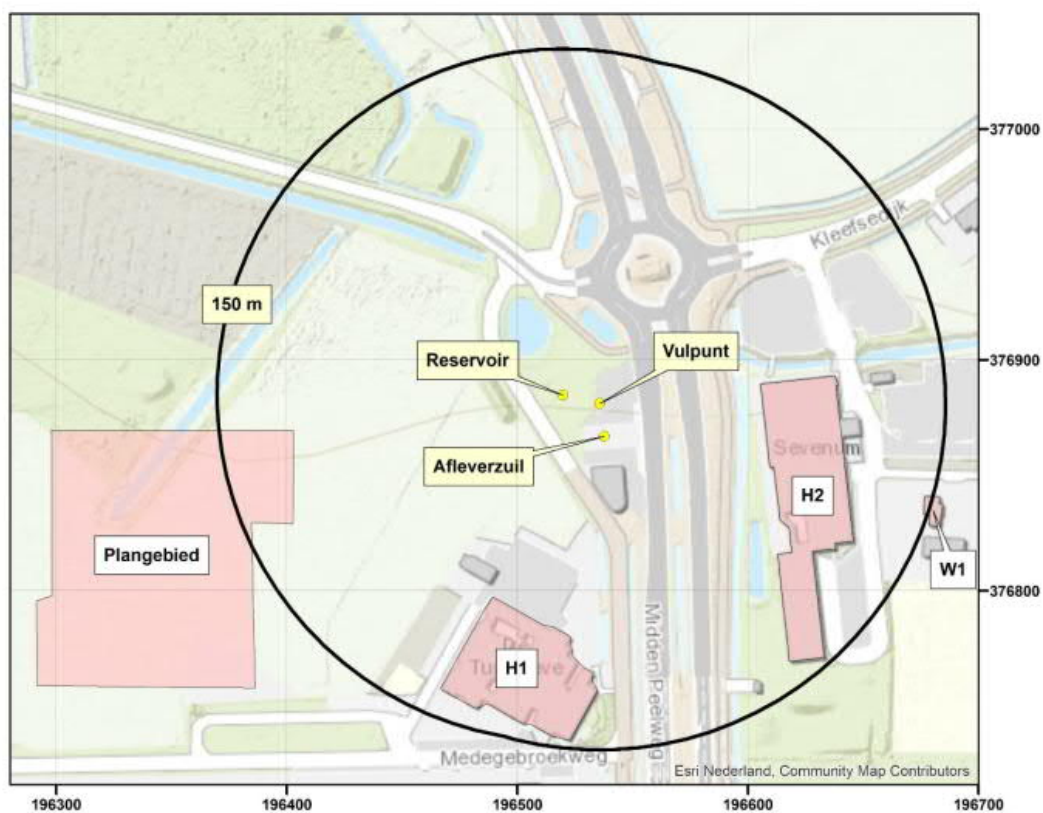 377000
Kleefsedijk
150 m
Vulpunt
Reservoir
376900
Afleverzuil
Sevenum
H2
Plangebied
W1
376800
Midden Peelweg
H1
Medegebroekweg
Esri Nederland, Community Map Contributors
196300 196400 196500 196600 196700